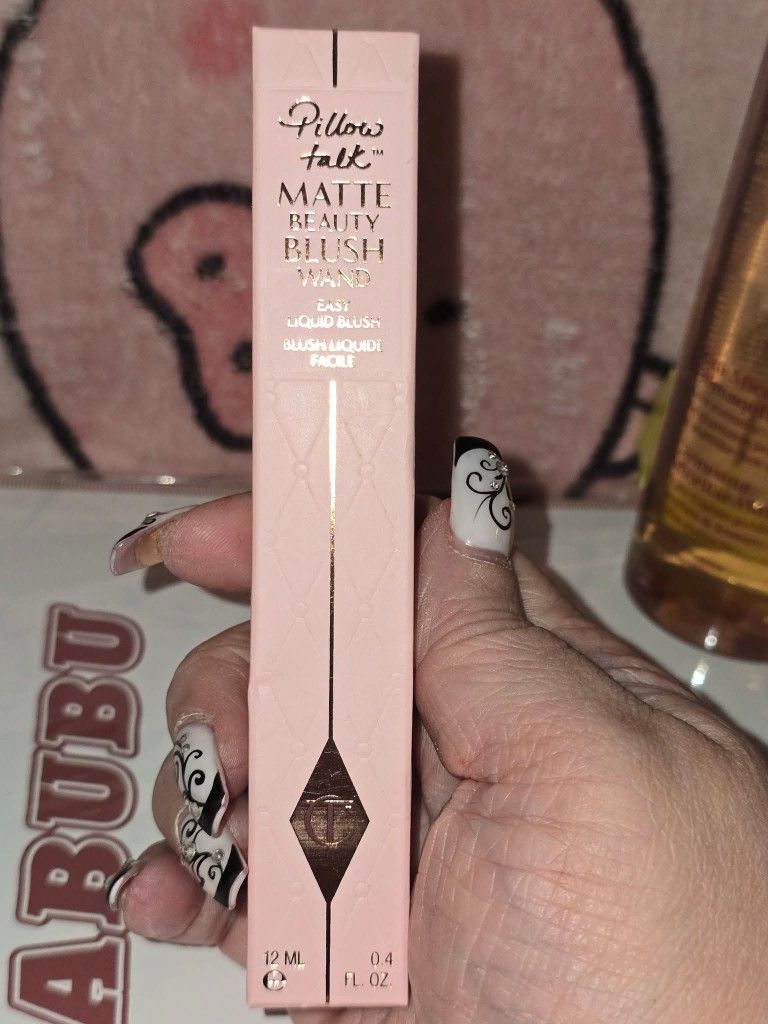 Pillow
talk™
MATTE
BEAUTY
BLUSH
WAND
EASY
LIQUID BLUSH
BLUSH LIQUIDE
FACILE
CT
12 ML
0.4
FL. OZ.
ABUBU